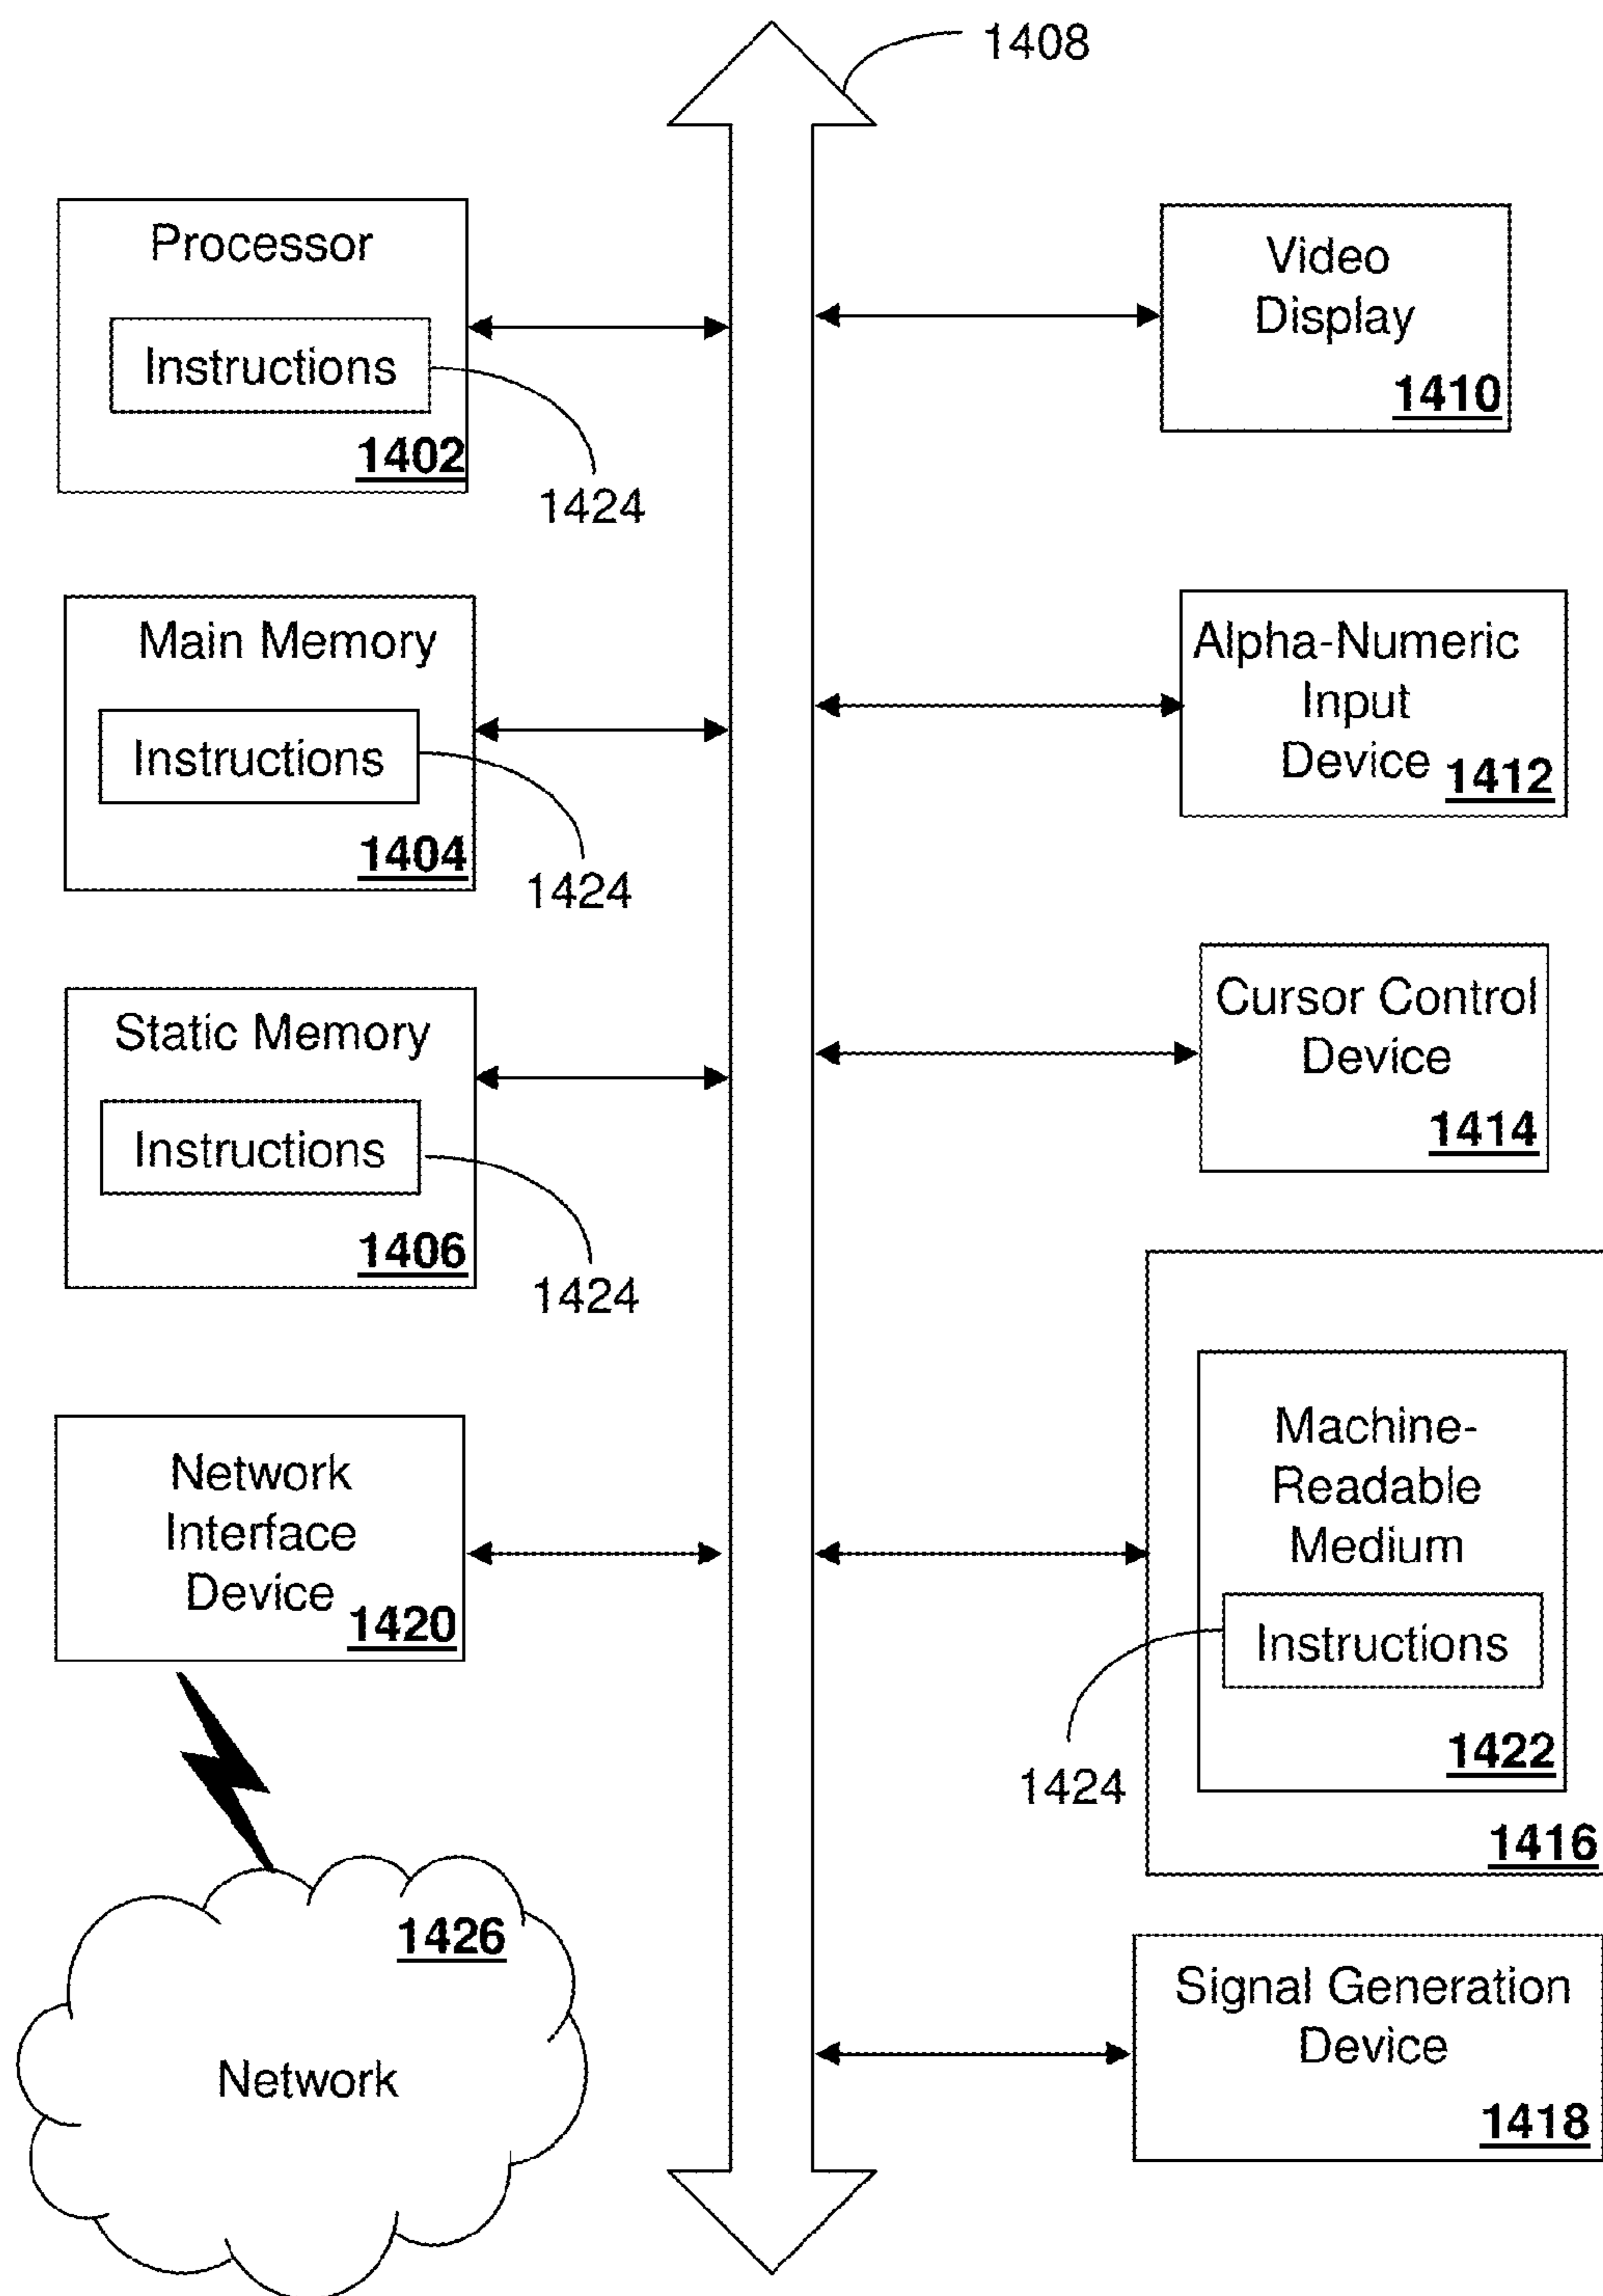 1408
Processor
Instructions
1402
1424
Main Memory
Instructions
1404
1424
Static Memory
Instructions
1406
1424
Network
Interface
Device
1420
1426
Network
Video
Display
1410
Alpha-Numeric
Input
Device
1412
Cursor Control
Device
1414
Machine-
Readable
Medium
Instructions
1422
1424
1416
Signal Generation
Device
1418